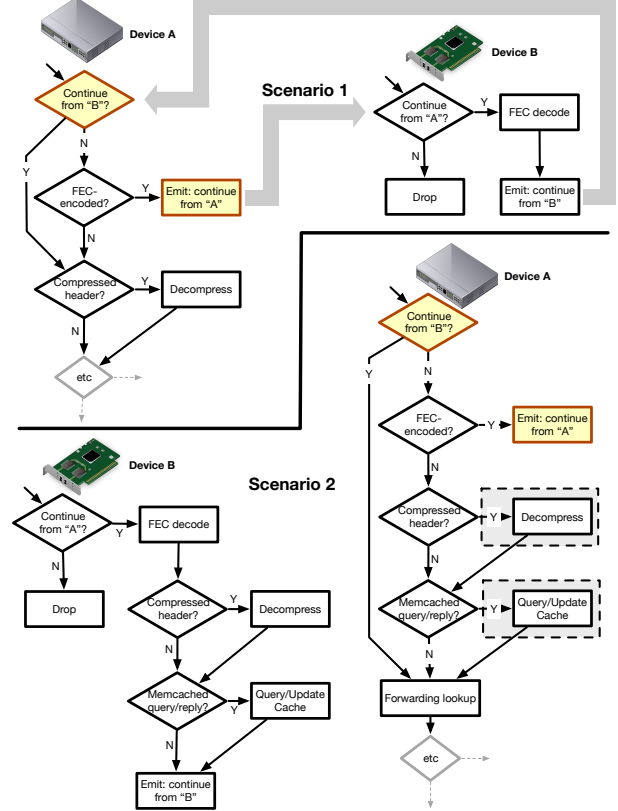 Device A
Continue
from "B"?
Y
N
FEC-
encoded?
Y
Emit: continue
from "A"
N
Compressed
header?
Y
Decompress
N
etc
Scenario 1
Device B
Continue
from "A"?
Y
FEC decode
N
Drop
Emit: continue
from "B"
Device A
Continue
from "B"?
Y
N
FEC-
encoded?
Y
Emit: continue
from "A"
N
Compressed
header?
Y
Decompress
N
Memcached
query/reply?
Y
Query/Update
Cache
N
Forwarding lookup
etc
Scenario 2
Device B
Continue
from "A"?
Y
FEC decode
N
Drop
Compressed
header?
Y
Decompress
N
Memcached
query/reply?
Y
Query/Update
Cache
N
Emit: continue
from "B"